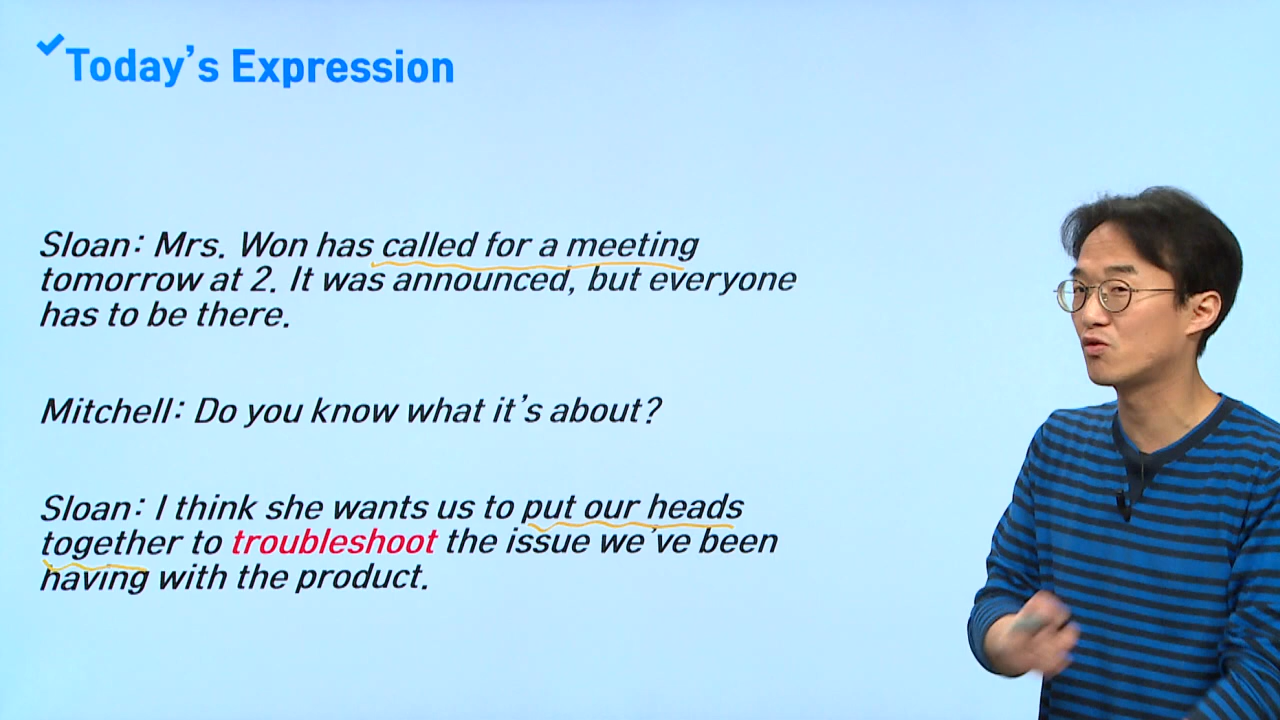 Today's Expression
Sloan: Mrs. Won has called for a meeting
tomorrow at 2. It was announced, but everyone
has to be there.
Mitchell: Do you know what it's about?
Sloan: I think she wants us to put our heads
together to troubleshoot the issue we've been
having with the product.